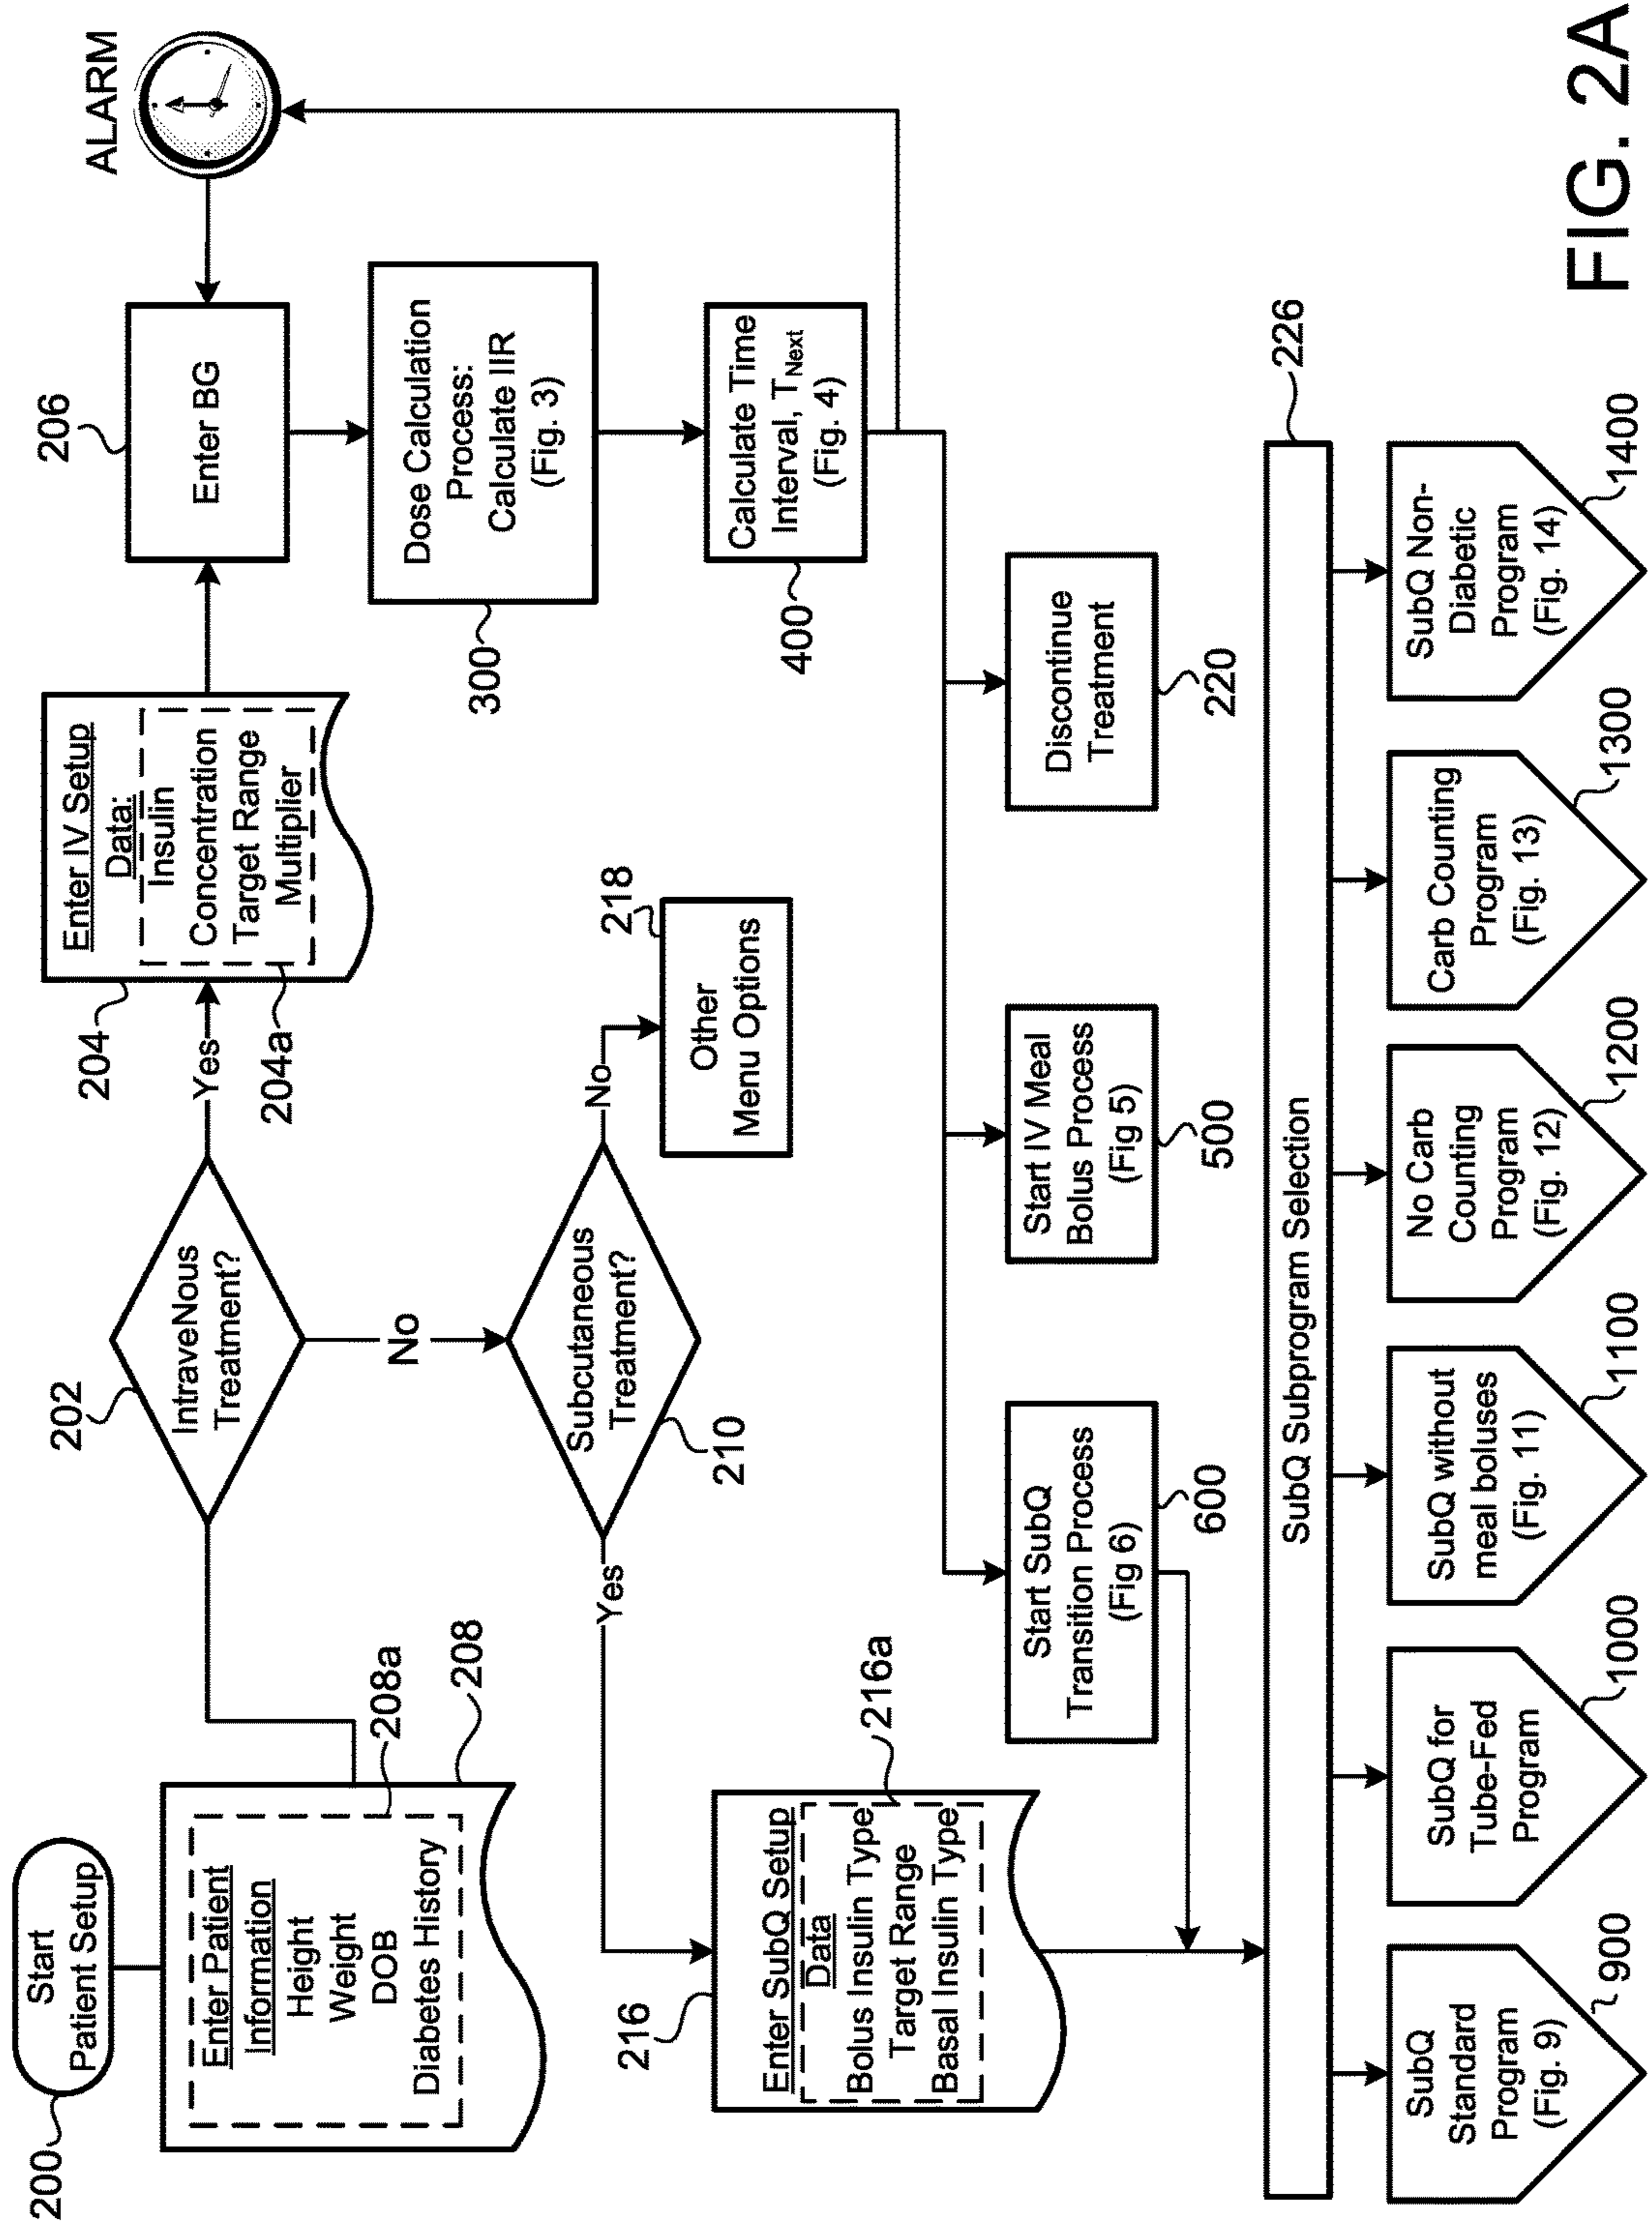 200
Start
Patient Setup
Enter Patient
Information
Height
Weight
DOB
Diabetes History
208a
208
202
IntraveNous
Treatment?
Yes
No
204
Enter IV Setup
Data:
Insulin
Concentration
Target Range
Multiplier
204a
206
Enter BG
ALARM
300
Dose Calculation
Process:
Calculate IIR
(Fig. 3)
400
Calculate Time
Interval, TNext
(Fig. 4)
Subcutaneous
Treatment?
210
Yes
No
218
Other
Menu Options
216
Enter SubQ Setup
Data
Bolus Insulin Type
Target Range
Basal Insulin Type
216a
Start SubQ
Transition Process
(Fig 6)
600
Start IV Meal
Bolus Process
(Fig 5)
500
Discontinue
Treatment
220
SubQ Subprogram Selection
226
SubQ
Standard
Program
(Fig. 9)
900
SubQ for
Tube-Fed
Program
1000
SubQ without
meal boluses
(Fig. 11)
1100
No Carb
Counting
Program
(Fig. 12)
1200
Carb Counting
Program
(Fig. 13)
1300
SubQ Non-
Diabetic
Program
(Fig. 14)
1400
FIG. 2A